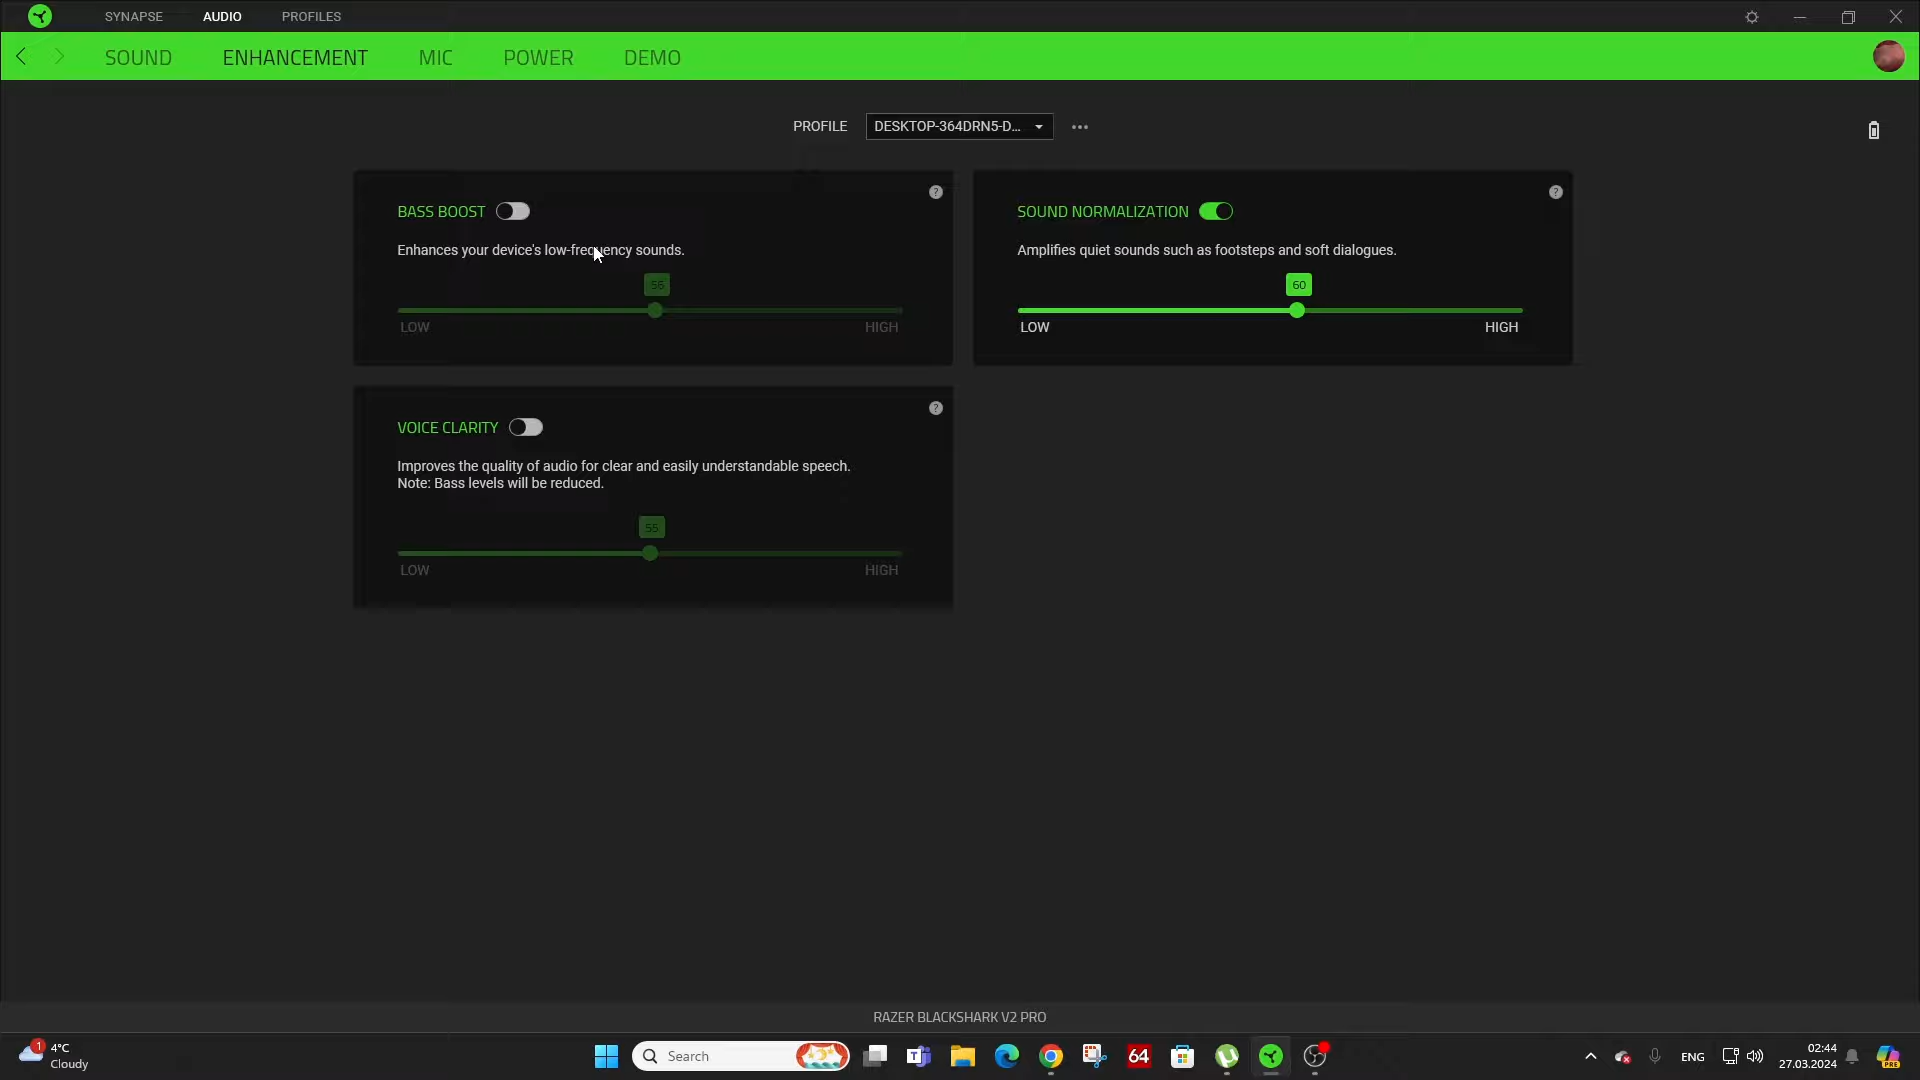 SYNAPSE AUDIO PROFILES
SOUND ENHANCEMENT MIC POWER DEMO
PROFILE DESKTOP-364DRN5-D...
BASS BOOST
Enhances your device's low-frequency sounds.
56
LOW HIGH
SOUND NORMALIZATION
Amplifies quiet sounds such as footsteps and soft dialogues.
60
LOW HIGH
VOICE CLARITY
Improves the quality of audio for clear and easily understandable speech.
Note: Bass levels will be reduced.
55
LOW HIGH
RAZER BLACKSHARK V2 PRO
1
4°C
Cloudy
Search
64
ENG
02:44
27.03.2024
PRE